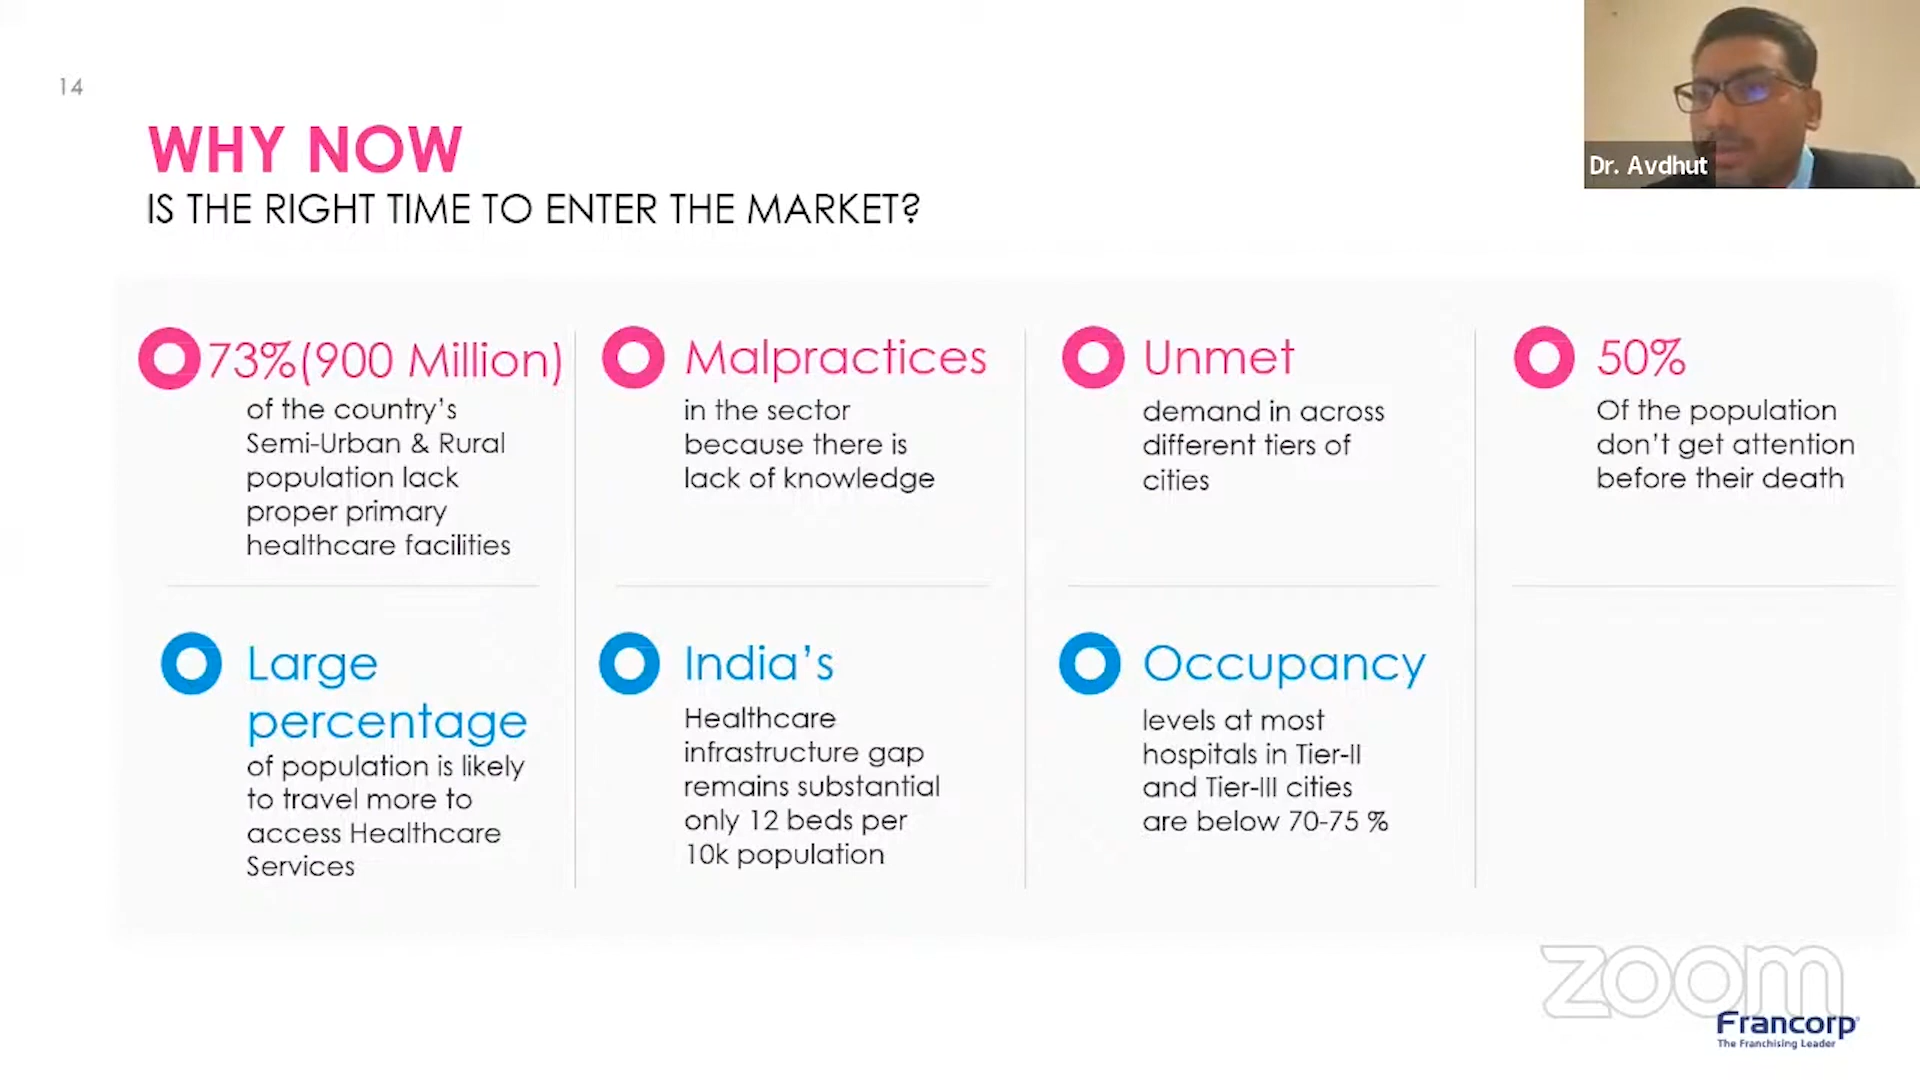 14
WHY NOW
IS THE RIGHT TIME TO ENTER THE MARKET?
Dr. Avdhut
73%(900 Million)
of the country's
Semi-Urban & Rural
population lack
proper primary
healthcare facilities
Malpractices
in the sector
because there is
lack of knowledge
Unmet
demand in across
different tiers of
cities
50%
Of the population
don't get attention
before their death
Large
percentage
of population is likely
to travel more to
access Healthcare
Services
India's
Healthcare
infrastructure gap
remains substantial
only 12 beds per
10k population
Occupancy
levels at most
hospitals in Tier-II
and Tier-III cities
are below 70-75 %
zoom
Francorp
The Franchising Leader